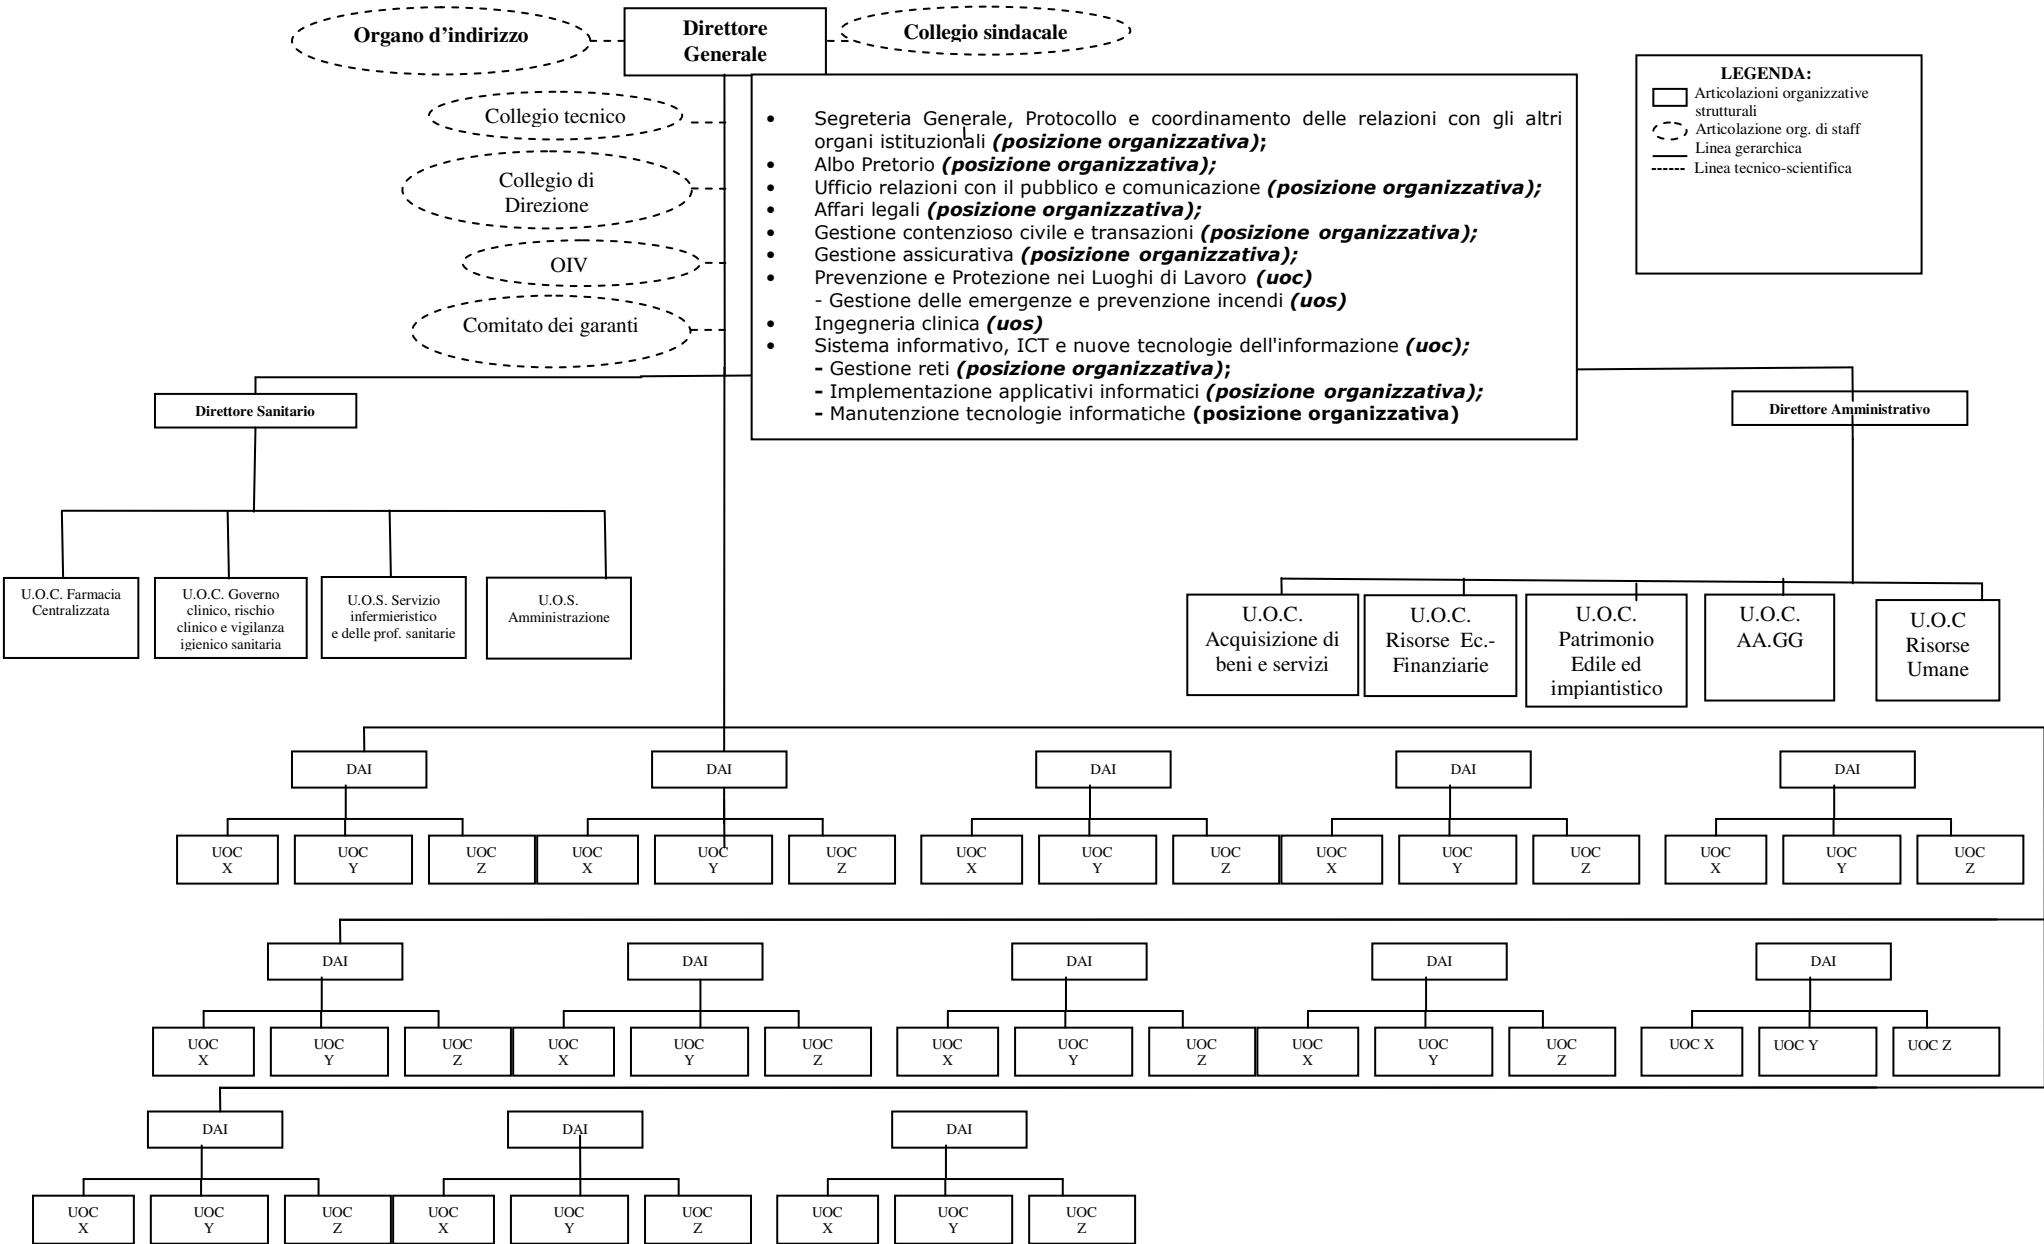 Organo d'indirizzo
Direttore
Generale
Collegio sindacale
LEGENDA:
Articolazioni organizzative
strutturali
Articolazione org. di staff
Linea gerarchica
Linea tecnico-scientifica
Collegio tecnico
Collegio di
Direzione
OIV
Comitato dei garanti
• Segreteria Generale, Protocollo e coordinamento delle relazioni con gli altri
organi istituzionali (posizione organizzativa);
• Albo Pretorio (posizione organizzativa);
• Ufficio relazioni con il pubblico e comunicazione (posizione organizzativa);
• Affari legali (posizione organizzativa);
• Gestione contenzioso civile e transazioni (posizione organizzativa);
• Gestione assicurativa (posizione organizzativa);
• Prevenzione e Protezione nei Luoghi di Lavoro (uoc)
- Gestione delle emergenze e prevenzione incendi (uos)
• Ingegneria clinica (uos)
• Sistema informativo, ICT e nuove tecnologie dell'informazione (uoc);
- Gestione reti (posizione organizzativa);
- Implementazione applicativi informatici (posizione organizzativa);
- Manutenzione tecnologie informatiche (posizione organizzativa)
Direttore Sanitario
Direttore Amministrativo
U.O.C. Farmacia
Centralizzata
U.O.C. Governo
clinico, rischio
clinico e vigilanza
igienico sanitaria
U.O.S. Servizio
infermieristico
e delle prof. sanitarie
U.O.S.
Amministrazione
U.O.C.
Acquisizione di
beni e servizi
U.O.C.
Risorse Ec.-
Finanziarie
U.O.C.
Patrimonio
Edile ed
impiantistico
U.O.C.
AA.GG
U.O.C
Risorse
Umane
DAI
DAI
DAI
DAI
DAI
UOC
X
UOC
Y
UOC
Z
UOC
X
UOC
Y
UOC
Z
UOC
X
UOC
Y
UOC
Z
UOC
X
UOC
Y
UOC
Z
UOC
X
UOC
Y
UOC
Z
DAI
DAI
DAI
DAI
DAI
UOC
X
UOC
Y
UOC
Z
UOC
X
UOC
Y
UOC
Z
UOC
X
UOC
Y
UOC
Z
UOC
X
UOC
Y
UOC
Z
UOC X
UOC Y
UOC Z
DAI
DAI
DAI
UOC
X
UOC
Y
UOC
Z
UOC
X
UOC
Y
UOC
Z
UOC
X
UOC
Y
UOC
Z